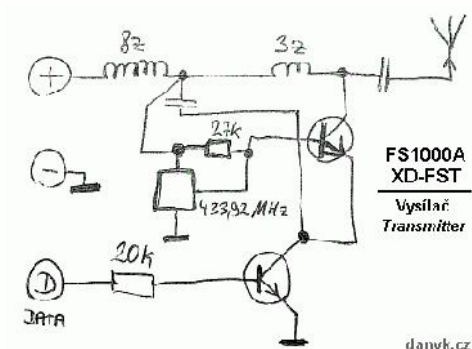 8z
3z
+
27k
FS1000A
XD-FST
-
433,92 MHz
Vysílač
Transmitter
20k
D
DATA
danyk.cz